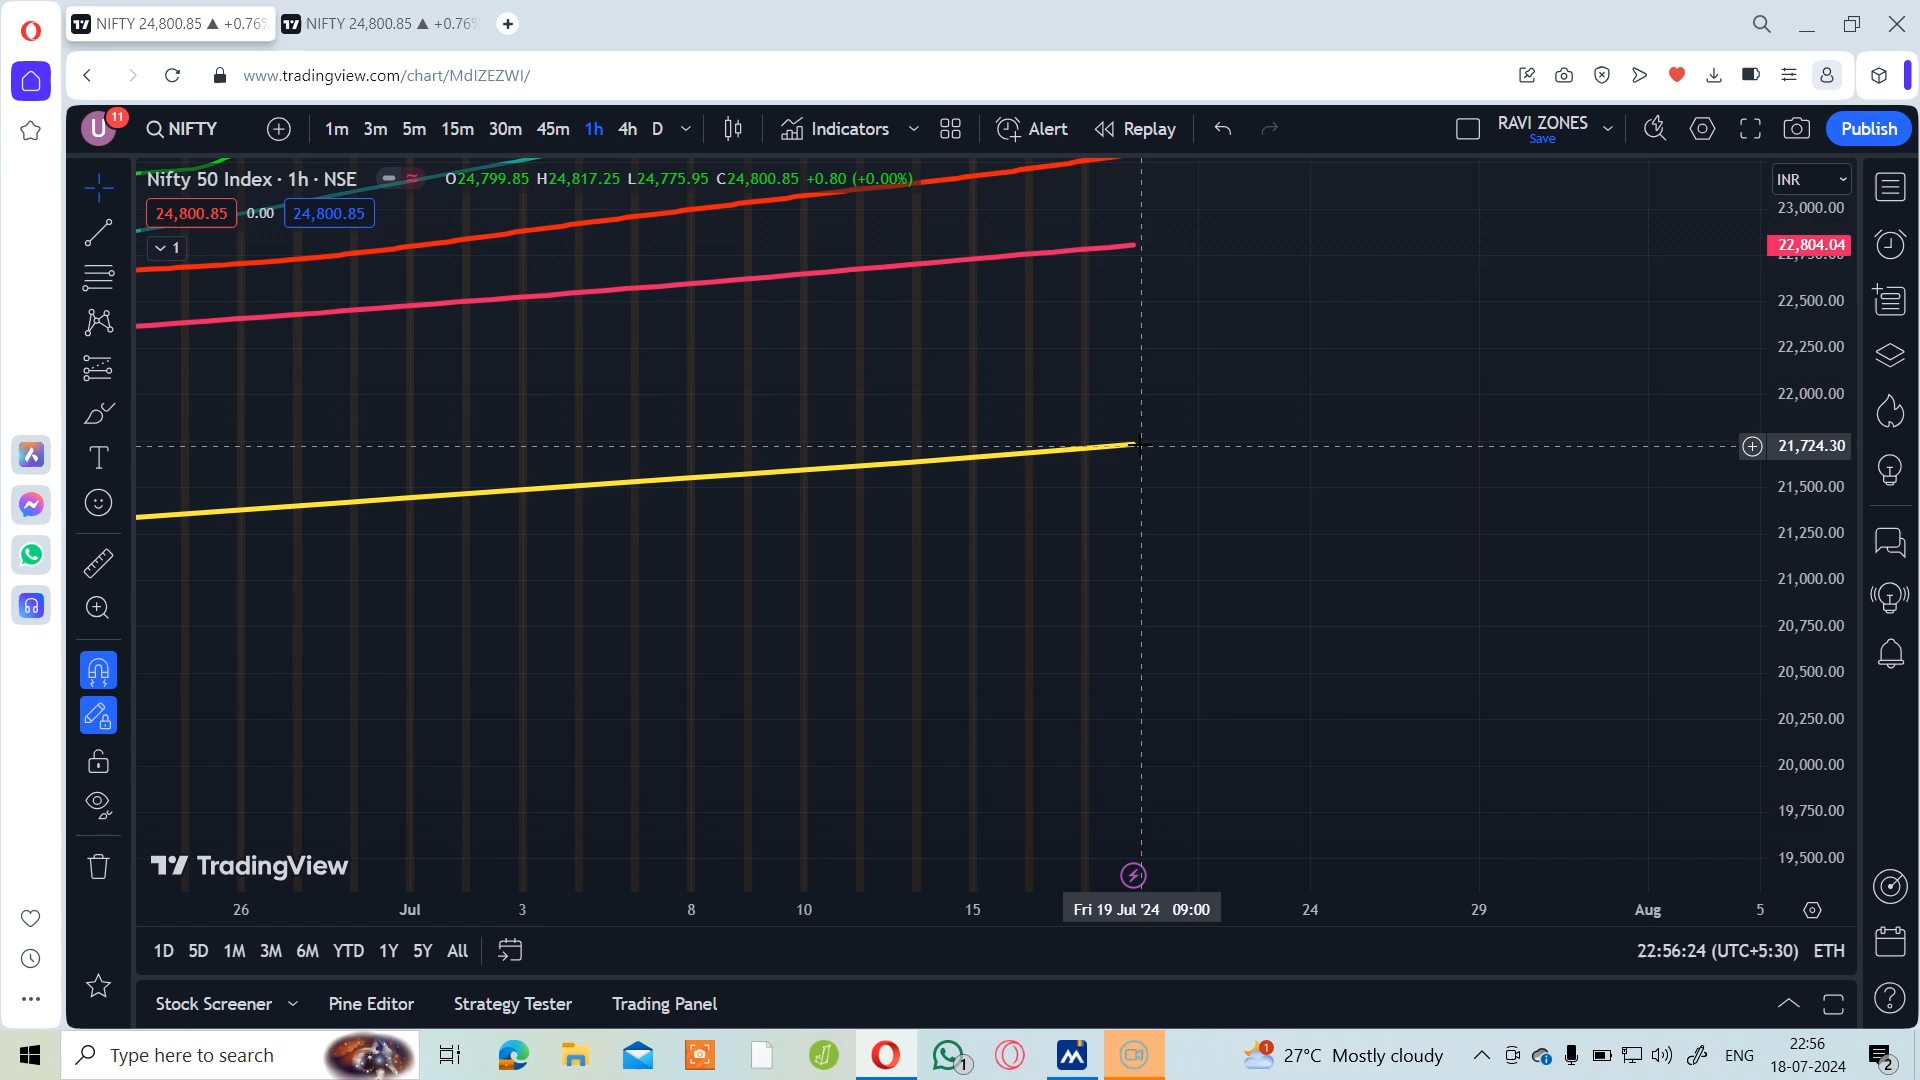 NIFTY 24,800.85 ▲ +0.76%
NIFTY 24,800.85 ▲ +0.76%
www.tradingview.com/chart/MdIZEZWI/
U
11
NIFTY
1m 3m 5m 15m 30m 45m 1h 4h D
Indicators
Alert
Replay
RAVI ZONES
Save
Publish
Nifty 50 Index · 1h · NSE
O24,799.85 H24,817.25 L24,775.95 C24,800.85 +0.80 (+0.00%)
24,800.85 0.00 24,800.85
1
INR
23,000.00
22,804.04
22,750.00
22,500.00
22,250.00
22,000.00
21,724.30
21,500.00
21,250.00
21,000.00
20,750.00
20,500.00
20,250.00
20,000.00
19,750.00
19,500.00
TradingView
26 Jul 3 8 10 15 Fri 19 Jul '24 09:00 24 29 Aug 5
1D 5D 1M 3M 6M YTD 1Y 5Y All
22:56:24 (UTC+5:30) ETH
Stock Screener Pine Editor Strategy Tester Trading Panel
Type here to search
1
1
27°C Mostly cloudy
ENG
22:56
18-07-2024
2